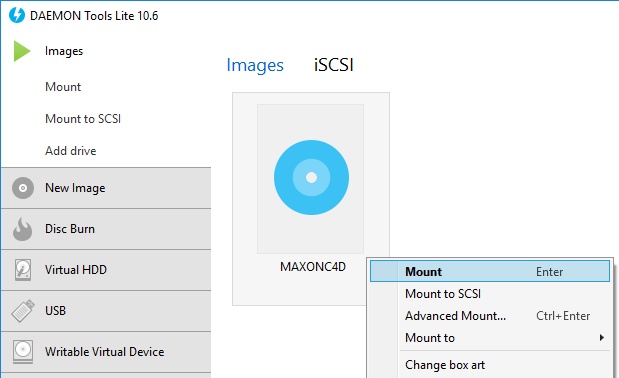 DAEMON Tools Lite 10.6
Images
Mount
Mount to SCSI
Add drive
New Image
Disc Burn
Virtual HDD
USB
Writable Virtual Device
Images iSCSI
MAXONC4D
Mount Enter
Mount to SCSI
Advanced Mount... Ctrl+Enter
Mount to
Change box art